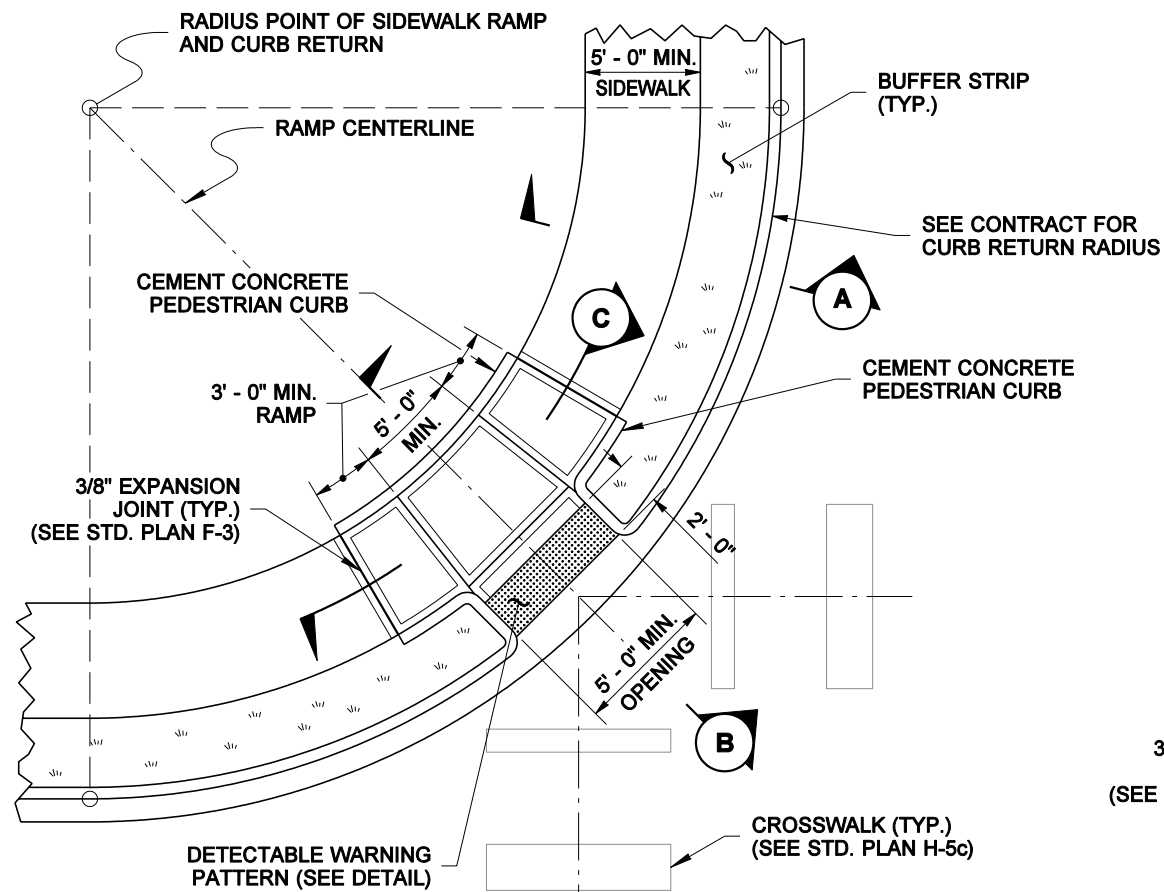 RADIUS POINT OF SIDEWALK RAMP
AND CURB RETURN
5' - 0" MIN.
SIDEWALK
BUFFER STRIP
(TYP.)
RAMP CENTERLINE
SEE CONTRACT FOR
CURB RETURN RADIUS
CEMENT CONCRETE
PEDESTRIAN CURB
A
C
CEMENT CONCRETE
PEDESTRIAN CURB
3' - 0" MIN.
RAMP
5' - 0"
MIN.
3/8" EXPANSION
JOINT (TYP.)
(SEE STD. PLAN F-3)
2' - 0"
5' - 0" MIN.
OPENING
B
3
(SEE
CROSSWALK (TYP.)
(SEE STD. PLAN H-5c)
DETECTABLE WARNING
PATTERN (SEE DETAIL)